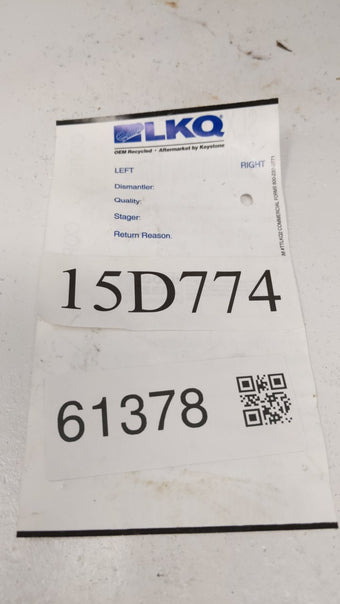 LKQ
OEM Recycled • Aftermarket by Keystone
LEFT RIGHT
Dismantler:
Quality:
Stager:
Return Reason.
15D774
61378